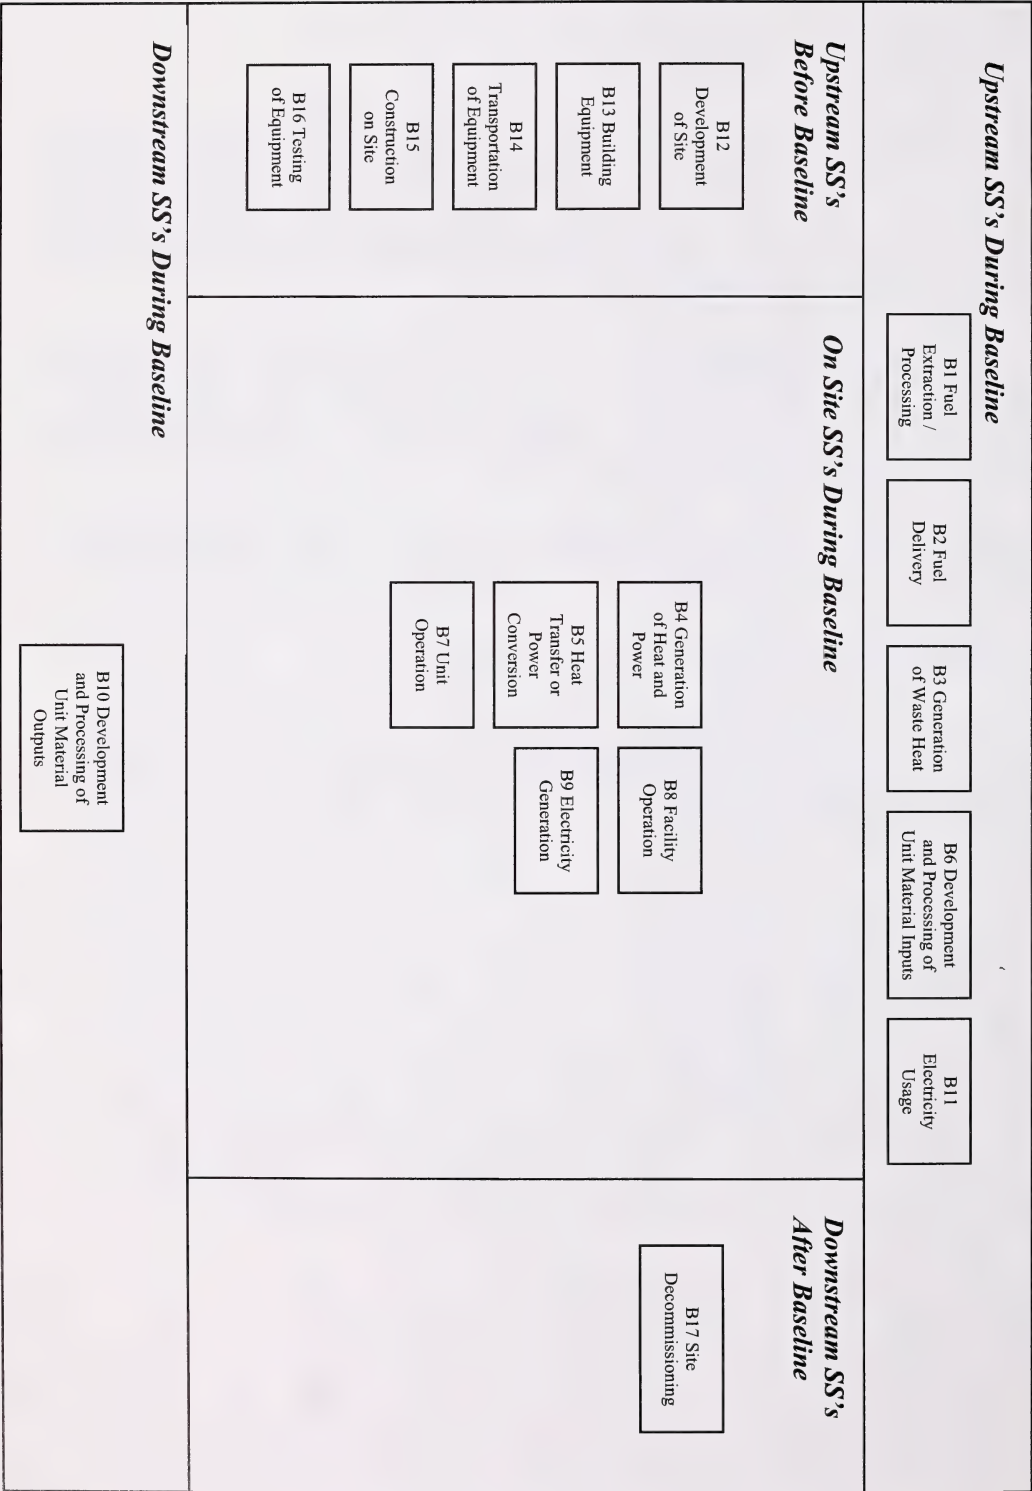 Upstream SS's During Baseline
B1 Fuel
Extraction /
Processing
B2 Fuel
Delivery
B3 Generation
of Waste Heat
B6 Development
and Processing of
Unit Material Inputs
B11
Electricity
Usage
Upstream SS's
Before Baseline
B12
Development
of Site
B13 Building
Equipment
B14
Transportation
of Equipment
B15
Construction
on Site
B16 Testing
of Equipment
On Site SS's During Baseline
B4 Generation
of Heat and
Power
B8 Facility
Operation
B5 Heat
Transfer or
Power
Conversion
B9 Electricity
Generation
B7 Unit
Operation
Downstream SS's
After Baseline
B17 Site
Decommissioning
Downstream SS's During Baseline
B10 Development
and Processing of
Unit Material
Outputs